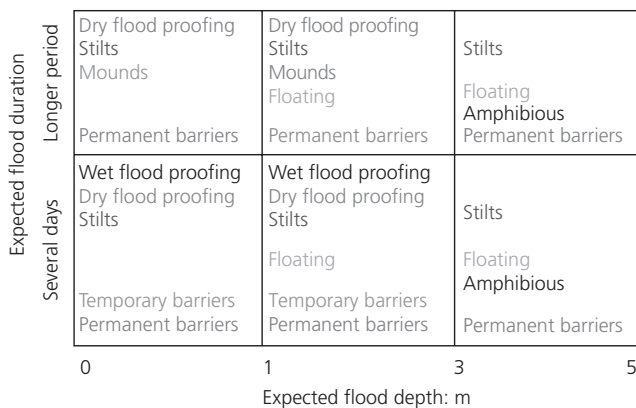 Expected flood duration
Longer period
Dry flood proofing
Stilts
Mounds
Permanent barriers
Dry flood proofing
Stilts
Mounds
Floating
Permanent barriers
Stilts
Floating
Amphibious
Permanent barriers
Several days
Wet flood proofing
Dry flood proofing
Stilts
Temporary barriers
Permanent barriers
Wet flood proofing
Dry flood proofing
Stilts
Floating
Temporary barriers
Permanent barriers
Stilts
Floating
Amphibious
Permanent barriers
0 1 3 5
Expected flood depth: m